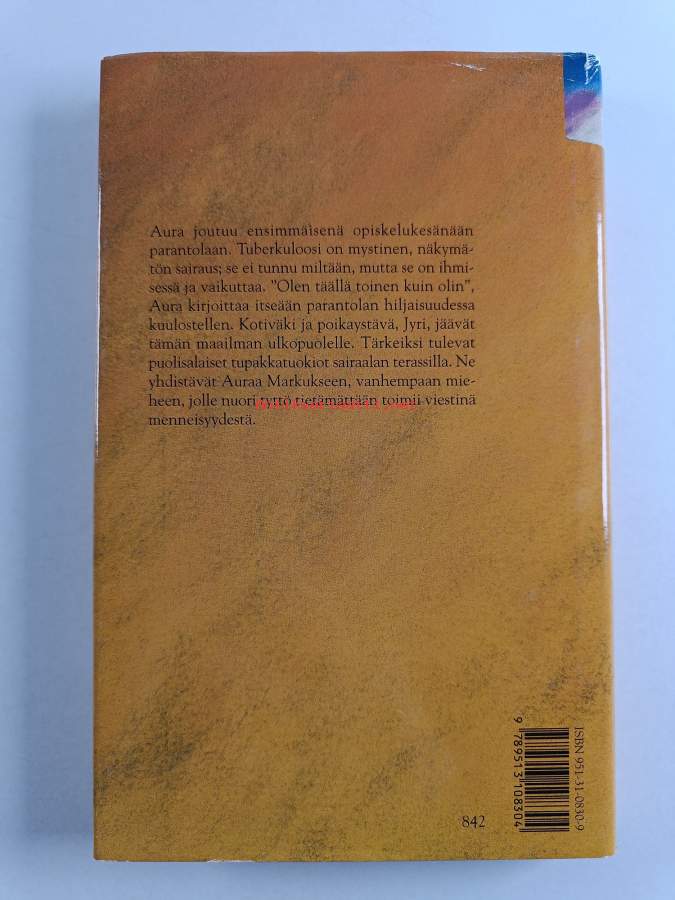 Aura joutuu ensimmäisenä opiskelukesänään
parantolaan. Tuberkuloosi on mystinen, näkymä-
tön sairaus; se ei tunnu miltään, mutta se on ihmi-
sessä ja vaikuttaa. "Olen täällä toinen kuin olin",
Aura kirjoittaa itseään parantolan hiljaisuudessa
kuulostellen. Kotiväki ja poikaystävä, Jyri, jäävät
tämän maailman ulkopuolelle. Tärkeiksi tulevat
puolisalaiset tupakkatuokiot sairaalan terassilla. Ne
yhdistävät Auraa Markukseen, vanhempaan mie-
heen, jolle nuori tyttö tietämättään toimii viestinä
menneisyydestä.
ISBN 951-31-0830-9
9 789513 108304
842